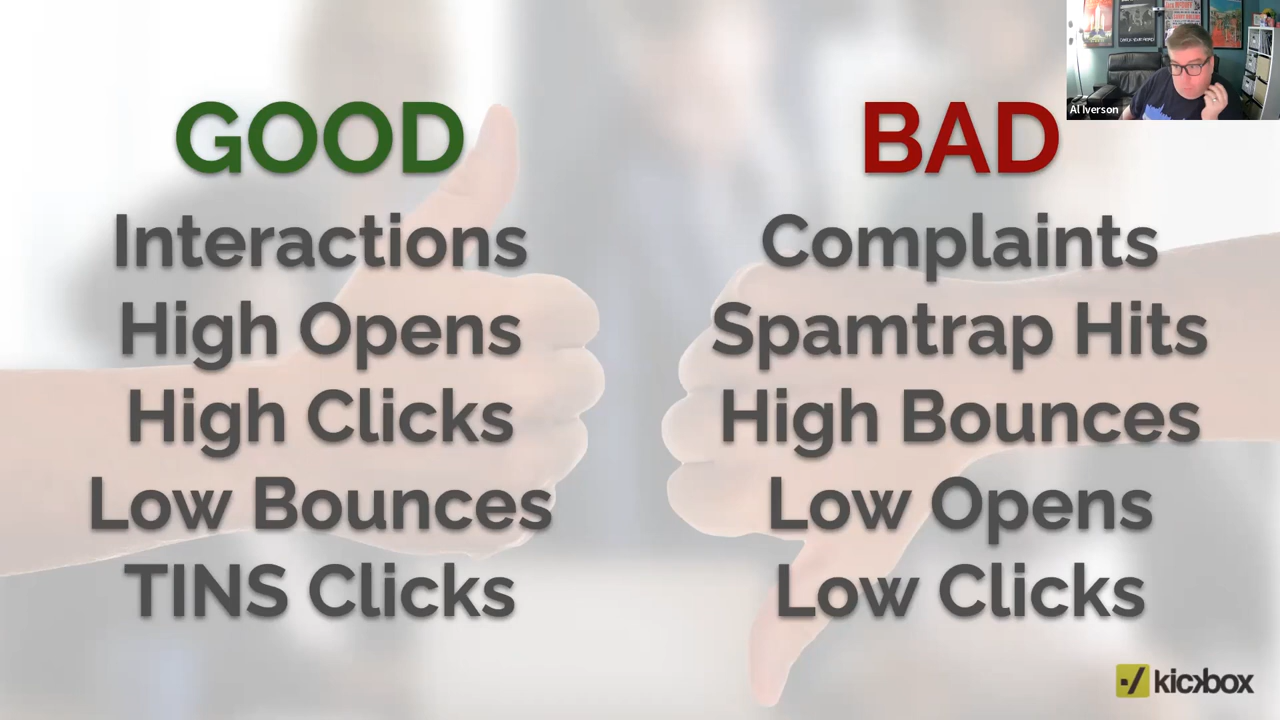 GOOD
Interactions
High Opens
High Clicks
Low Bounces
TINS Clicks
BAD
Complaints
Spamtrap Hits
High Bounces
Low Opens
Low Clicks
Al Iverson
kickbox